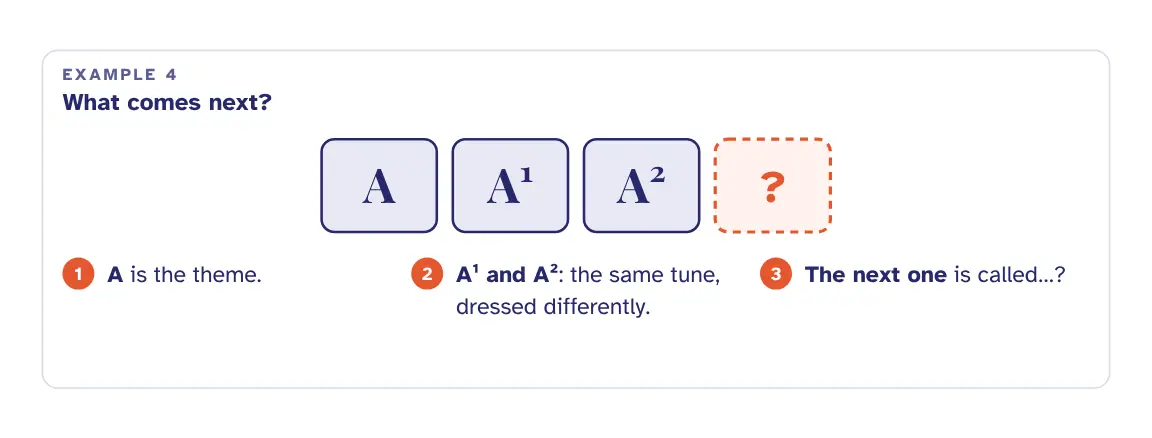 EXAMPLE 4
What comes next?
A
A¹
A²
?
1
A is the theme.
2
A¹ and A²: the same tune,
dressed differently.
3
The next one is called...?